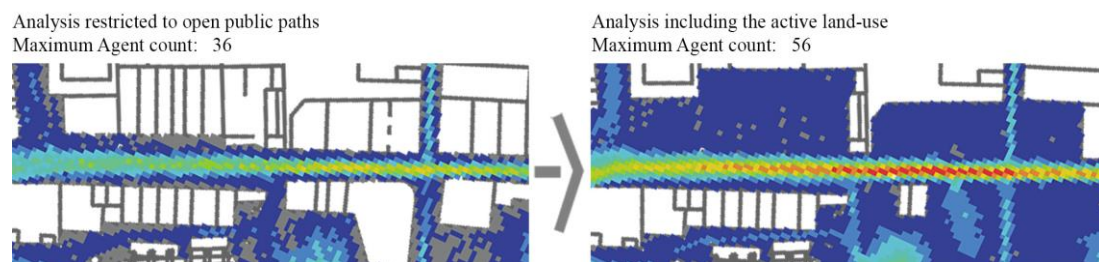 Analysis restricted to open public paths
Maximum Agent count: 36
Analysis including the active land-use
Maximum Agent count: 56